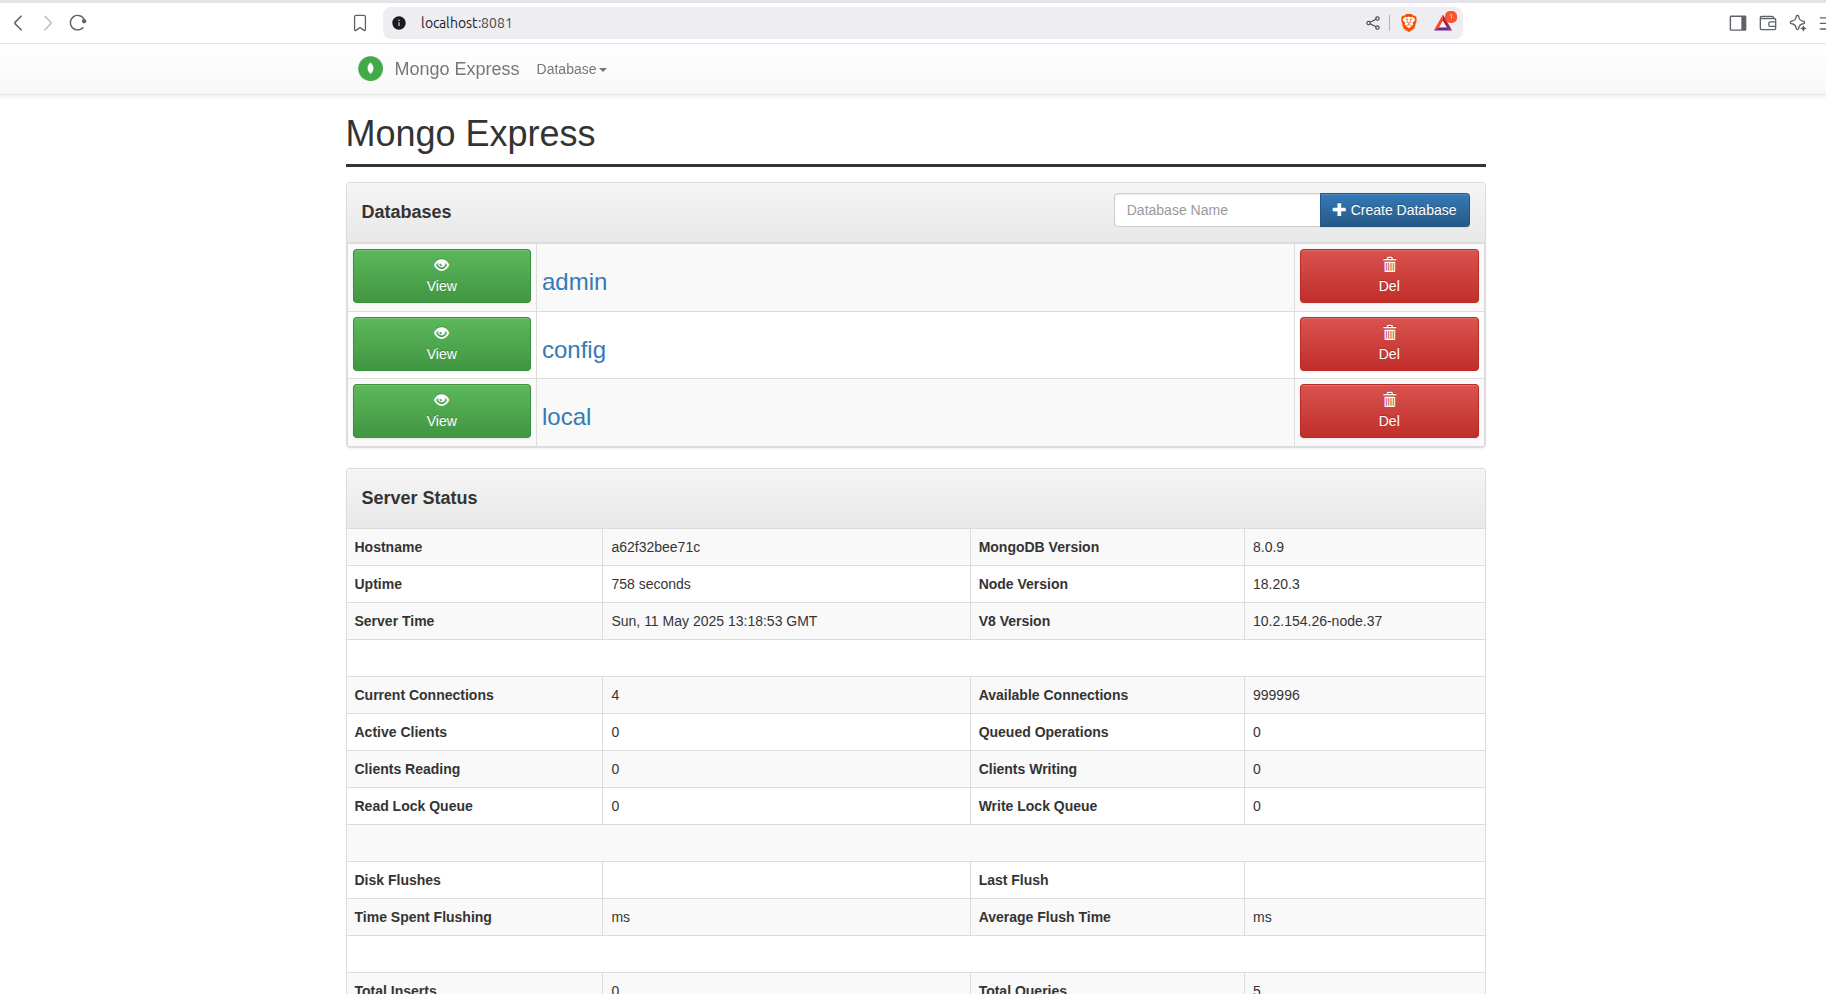 localhost:8081
1
Mongo Express Database
Mongo Express
Databases Database Name Create Database
View admin Del
View config Del
View local Del
Server Status
Hostname a62f32bee71c MongoDB Version 8.0.9
Uptime 758 seconds Node Version 18.20.3
Server Time Sun, 11 May 2025 13:18:53 GMT V8 Version 10.2.154.26-node.37
Current Connections 4 Available Connections 999996
Active Clients 0 Queued Operations 0
Clients Reading 0 Clients Writing 0
Read Lock Queue 0 Write Lock Queue 0
Disk Flushes Last Flush
Time Spent Flushing ms Average Flush Time ms
Total Inserts 0 Total Queries 5